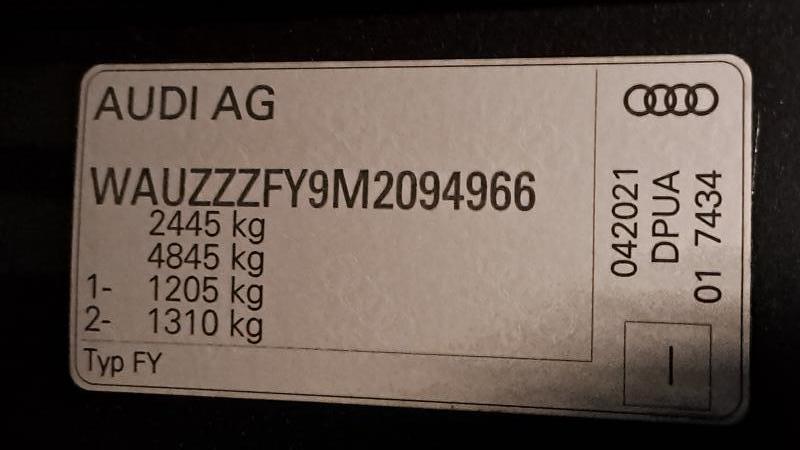 AUDI AG
WAUZZZFY9M2094966
2445 kg
4845 kg
1- 1205 kg
2- 1310 kg
Typ FY
042021
DPUA
01 7434